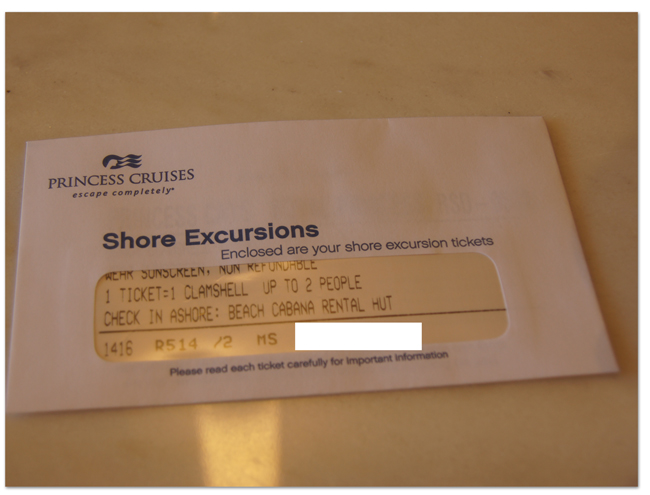 PRINCESS CRUISES
escape completely®
Shore Excursions
Enclosed are your shore excursion tickets
WEAR SUNSCREEN, NON REFUNDABLE
1 TICKET=1 CLAMSHELL UP TO 2 PEOPLE
CHECK IN ASHORE: BEACH CABANA RENTAL HUT
1416 R514 /2 MS
Please read each ticket carefully for important information